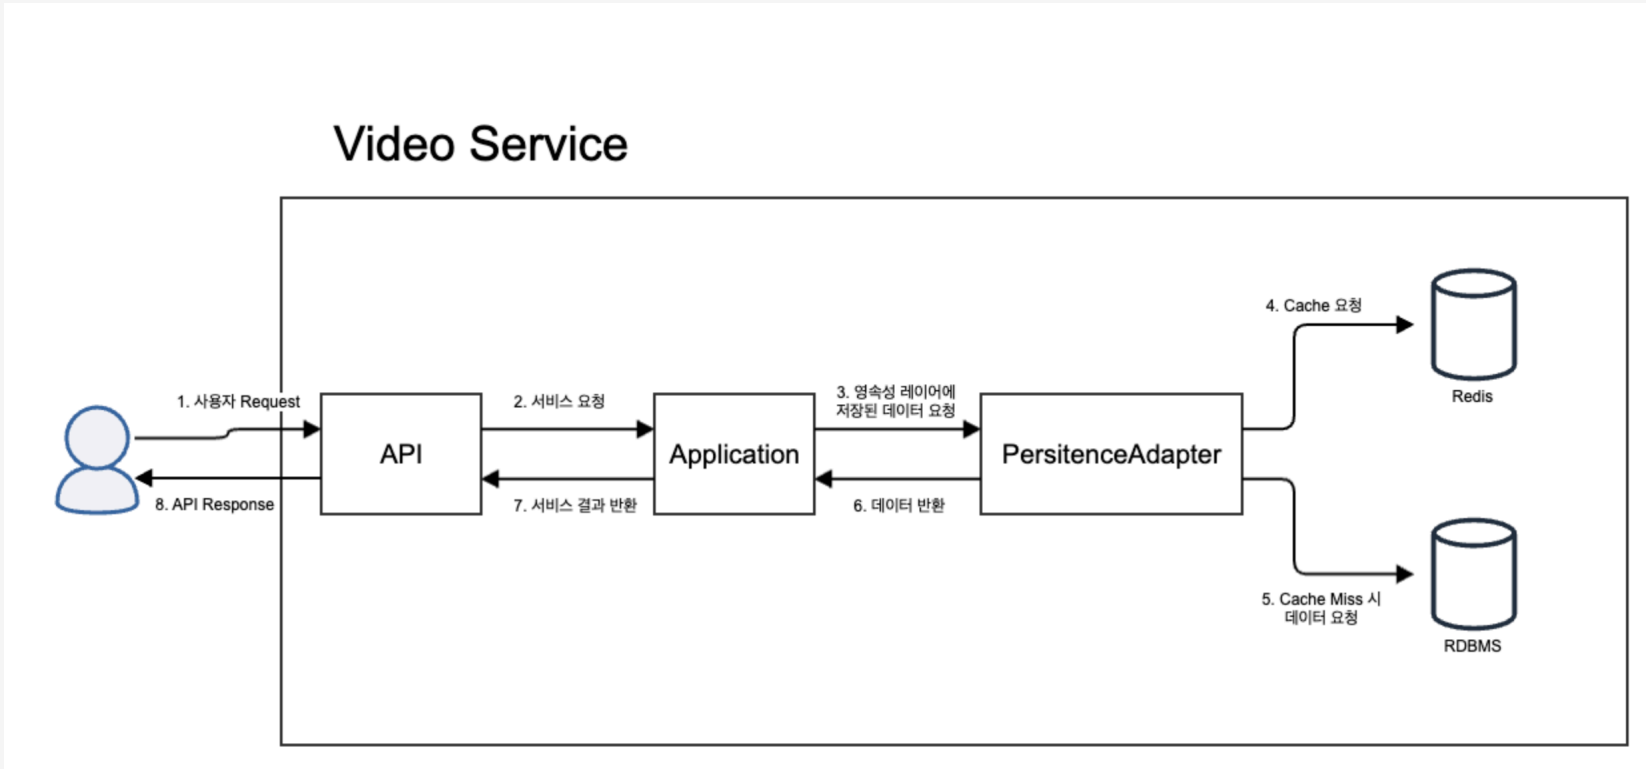 Video Service
4. Cache 요청
Redis
1. 사용자 Request
2. 서비스 요청
3. 영속성 레이어에
저장된 데이터 요청
API
Application
PersitenceAdapter
8. API Response
7. 서비스 결과 반환
6. 데이터 반환
5. Cache Miss 시
데이터 요청
RDBMS